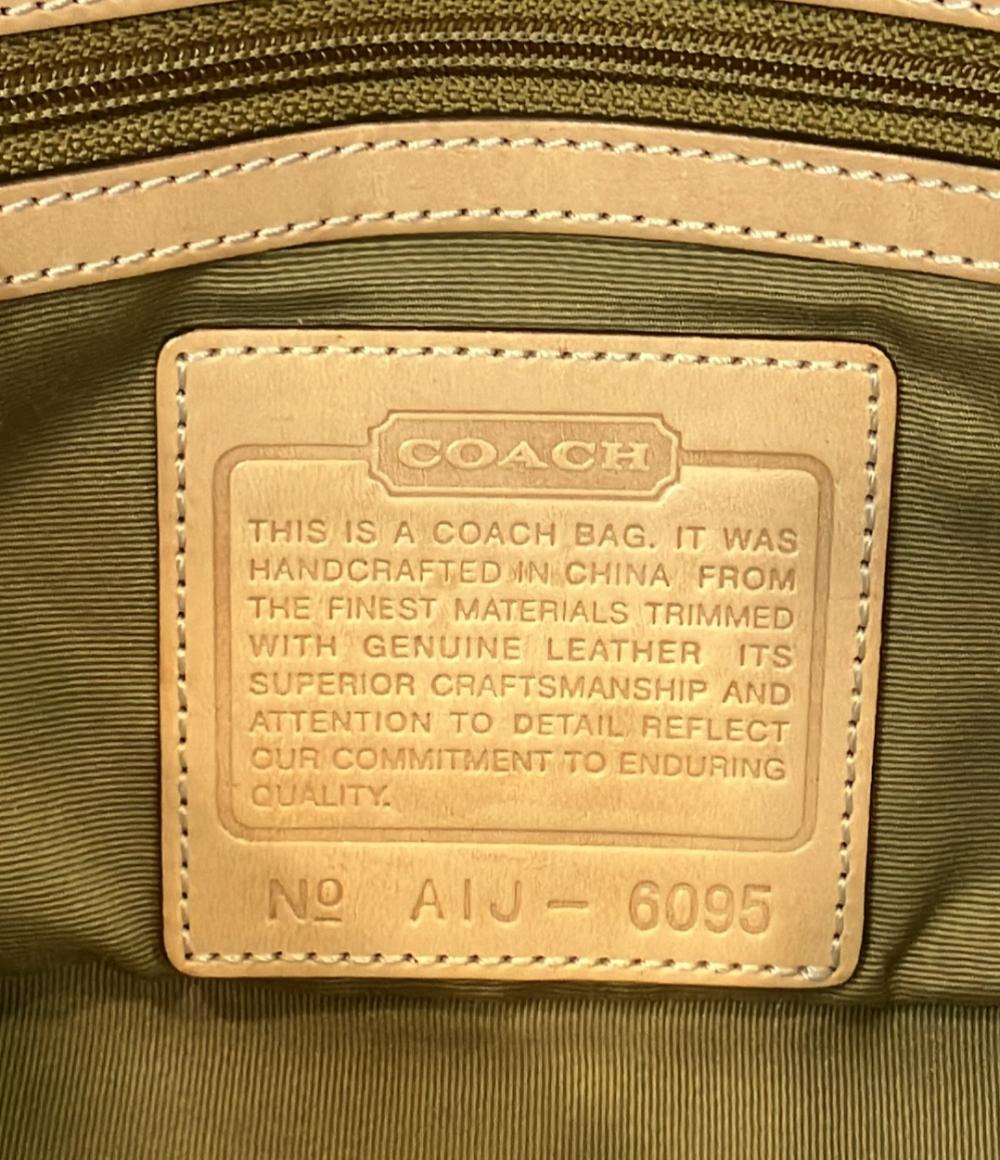 COACH
THIS IS A COACH BAG. IT WAS
HANDCRAFTED IN CHINA FROM
THE FINEST MATERIALS TRIMMED
WITH GENUINE LEATHER ITS
SUPERIOR CRAFTSMANSHIP AND
ATTENTION TO DETAIL REFLECT
OUR COMMITMENT TO ENDURING
QUALITY.
Nº A1J - 6095